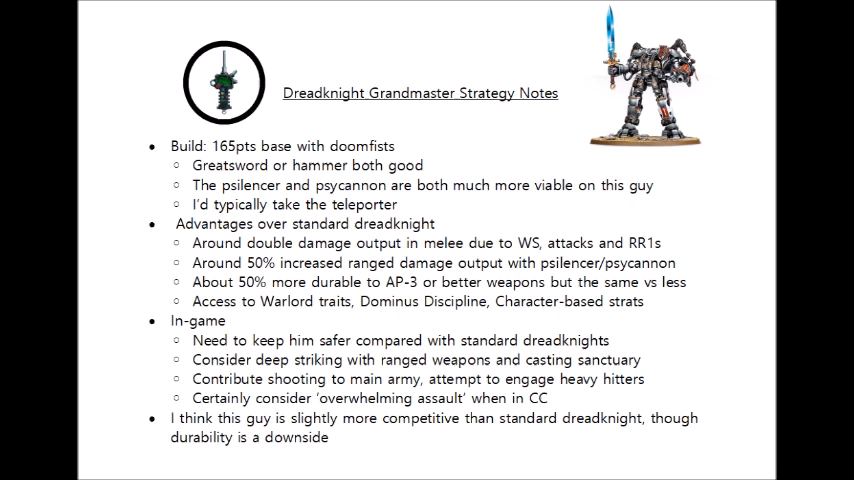 Dreadknight Grandmaster Strategy Notes
• Build: 165pts base with doomfists
○ Greatsword or hammer both good
○ The psilencer and psycannon are both much more viable on this guy
○ I'd typically take the teleporter
• Advantages over standard dreadknight
○ Around double damage output in melee due to WS, attacks and RR1s
○ Around 50% increased ranged damage output with psilencer/psycannon
○ About 50% more durable to AP-3 or better weapons but the same vs less
○ Access to Warlord traits, Dominus Discipline, Character-based strats
• In-game
○ Need to keep him safer compared with standard dreadknights
○ Consider deep striking with ranged weapons and casting sanctuary
○ Contribute shooting to main army, attempt to engage heavy hitters
○ Certainly consider 'overwhelming assault' when in CC
• I think this guy is slightly more competitive than standard dreadknight, though
durability is a downside